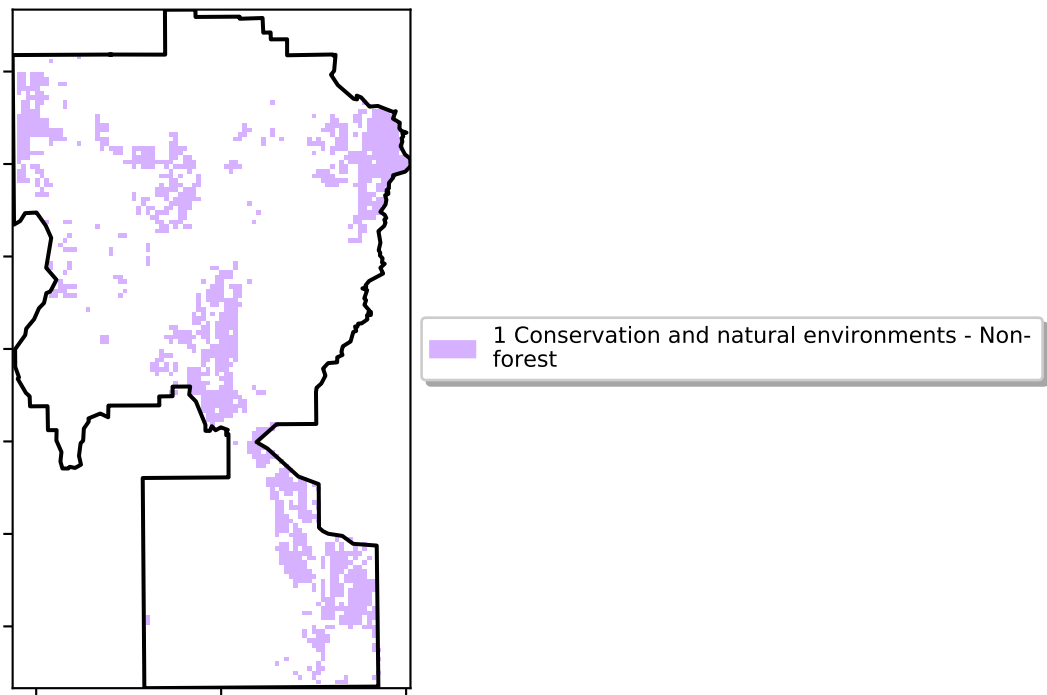 1 Conservation and natural environments - Non-
forest